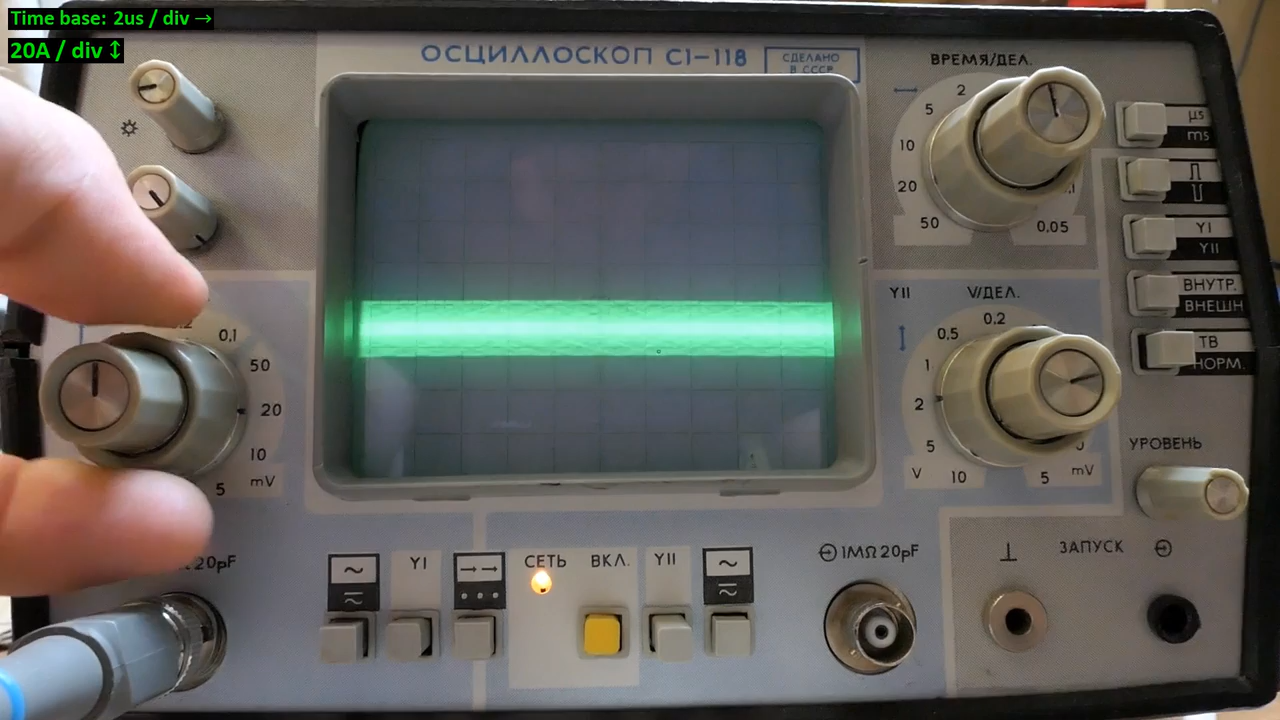 Time base: 2us / div →
20A / div ↕
ОСЦИЛЛОСКОП С1-118
СДЕЛАНО
В СССР
ВРЕМЯ/ДЕЛ.
2
5
10
20
50
0,05
μs
ms
YI
YII
ВНУТР.
ВНЕШН
ТВ
НОРМ.
0,1
50
20
10
5
mV
YII
V/ДЕЛ.
0,2
0,5
1
2
5
V
10
5
mV
УРОВЕНЬ
20pF
~
YI
СЕТЬ
ВКЛ.
YII
~
1MΩ 20pF
ЗАПУСК